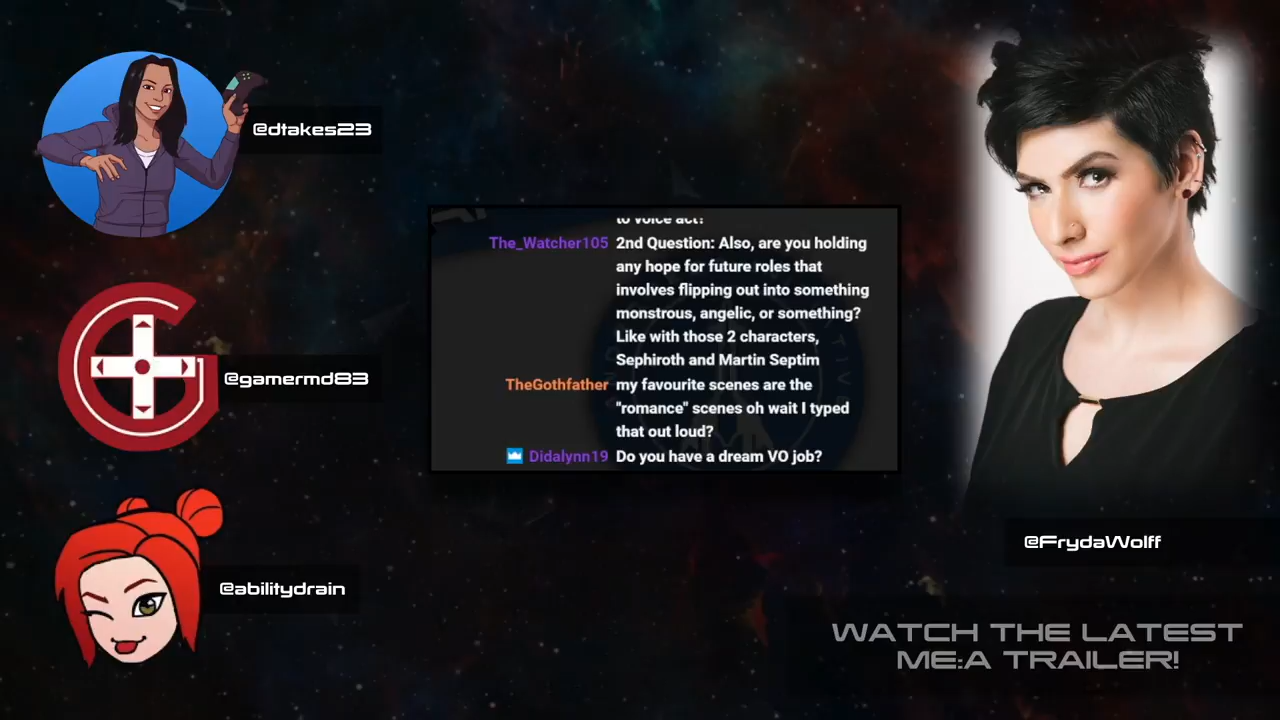 @dtakes23
@gamermd83
@abilitydrain
to voice act?
The_Watcher105 2nd Question: Also, are you holding
any hope for future roles that
involves flipping out into something
monstrous, angelic, or something?
Like with those 2 characters,
Sephiroth and Martin Septim
TheGothfather my favourite scenes are the
"romance" scenes oh wait I typed
that out loud?
Didalynn19 Do you have a dream VO job?
@FrydaWolff
WATCH THE LATEST
ME:A TRAILER!